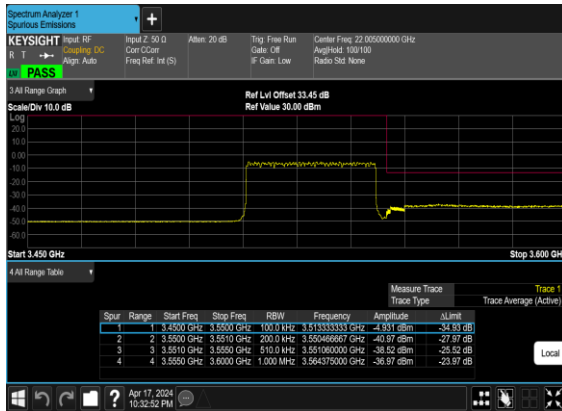 Spectrum Analyzer 1
Spurious Emissions
+
KEYSIGHT Input: RF Input Z: 50 Ω Atten: 20 dB Trig: Free Run Center Freq: 22.005000000 GHz
R T Coupling: DC Corr CCorr Gate: Off Avg|Hold: 100/100
Align: Auto Freq Ref: Int (S) IF Gain: Low Radio Std: None
PASS
3 All Range Graph
Ref Lvl Offset 33.45 dB
Scale/Div 10.0 dB Ref Value 30.00 dBm
Log
20.0
10.0
0.00
-10.0
-20.0
-30.0
-40.0
-50.0
-60.0
Start 3.450 GHz Stop 3.600 GH
4 All Range Table
Measure Trace Trace 1
Trace Type Trace Average (Active)
Spur Range Start Freq Stop Freq RBW Frequency Amplitude ΔLimit
1 1 3.4500 GHz 3.5500 GHz 100.0 kHz 3.513333333 GHz -4.931 dBm -34.93 dB
2 2 3.5500 GHz 3.5510 GHz 200.0 kHz 3.550466667 GHz -40.97 dBm -27.97 dB
3 3 3.5510 GHz 3.5550 GHz 510.0 kHz 3.551060000 GHz -38.52 dBm -25.52 dB
4 4 3.5550 GHz 3.6000 GHz 1.000 MHz 3.564375000 GHz -36.97 dBm -23.97 dB
Local
? Apr 17, 2024
10:32:52 PM